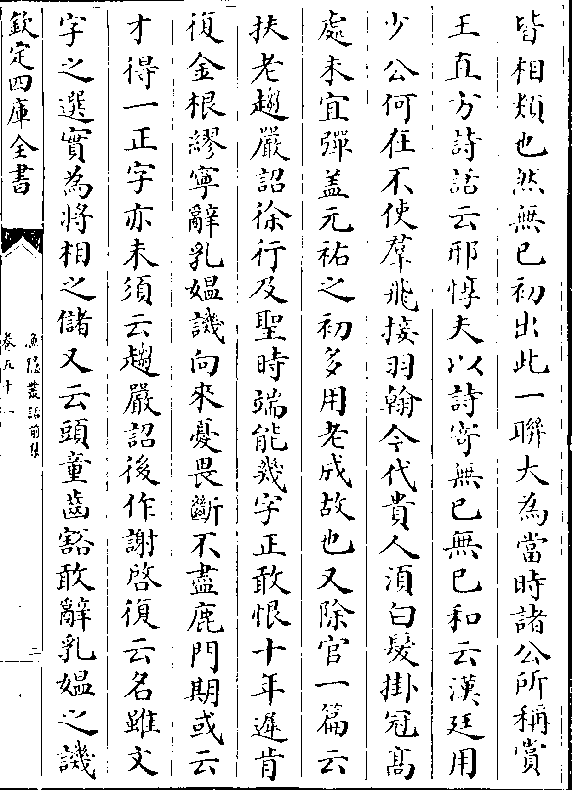 皆相類也然無已初出此一聯大為當時諸公所稱賞
王直方詩話云邢惇夫以詩寄無已無已和云漢廷用
少公何在不使羣飛接羽翰今代貴人須白髮掛冠髙
處未宜彈盖元祐之初多用老成故也又除官一篇云
扶老趨嚴詔徐行及聖時端能幾字正敢恨十年遲肯
復金根繆寧辭乳媼譏向來憂畏斷不盡鹿門期或云
才得一正字亦未須云趨嚴詔後作謝啓復云名雖文
字之選實為將相之儲又云頭童齒豁敢辭乳媼之譏
欽定四庫全書
漁隱叢話前集
卷五十一
二